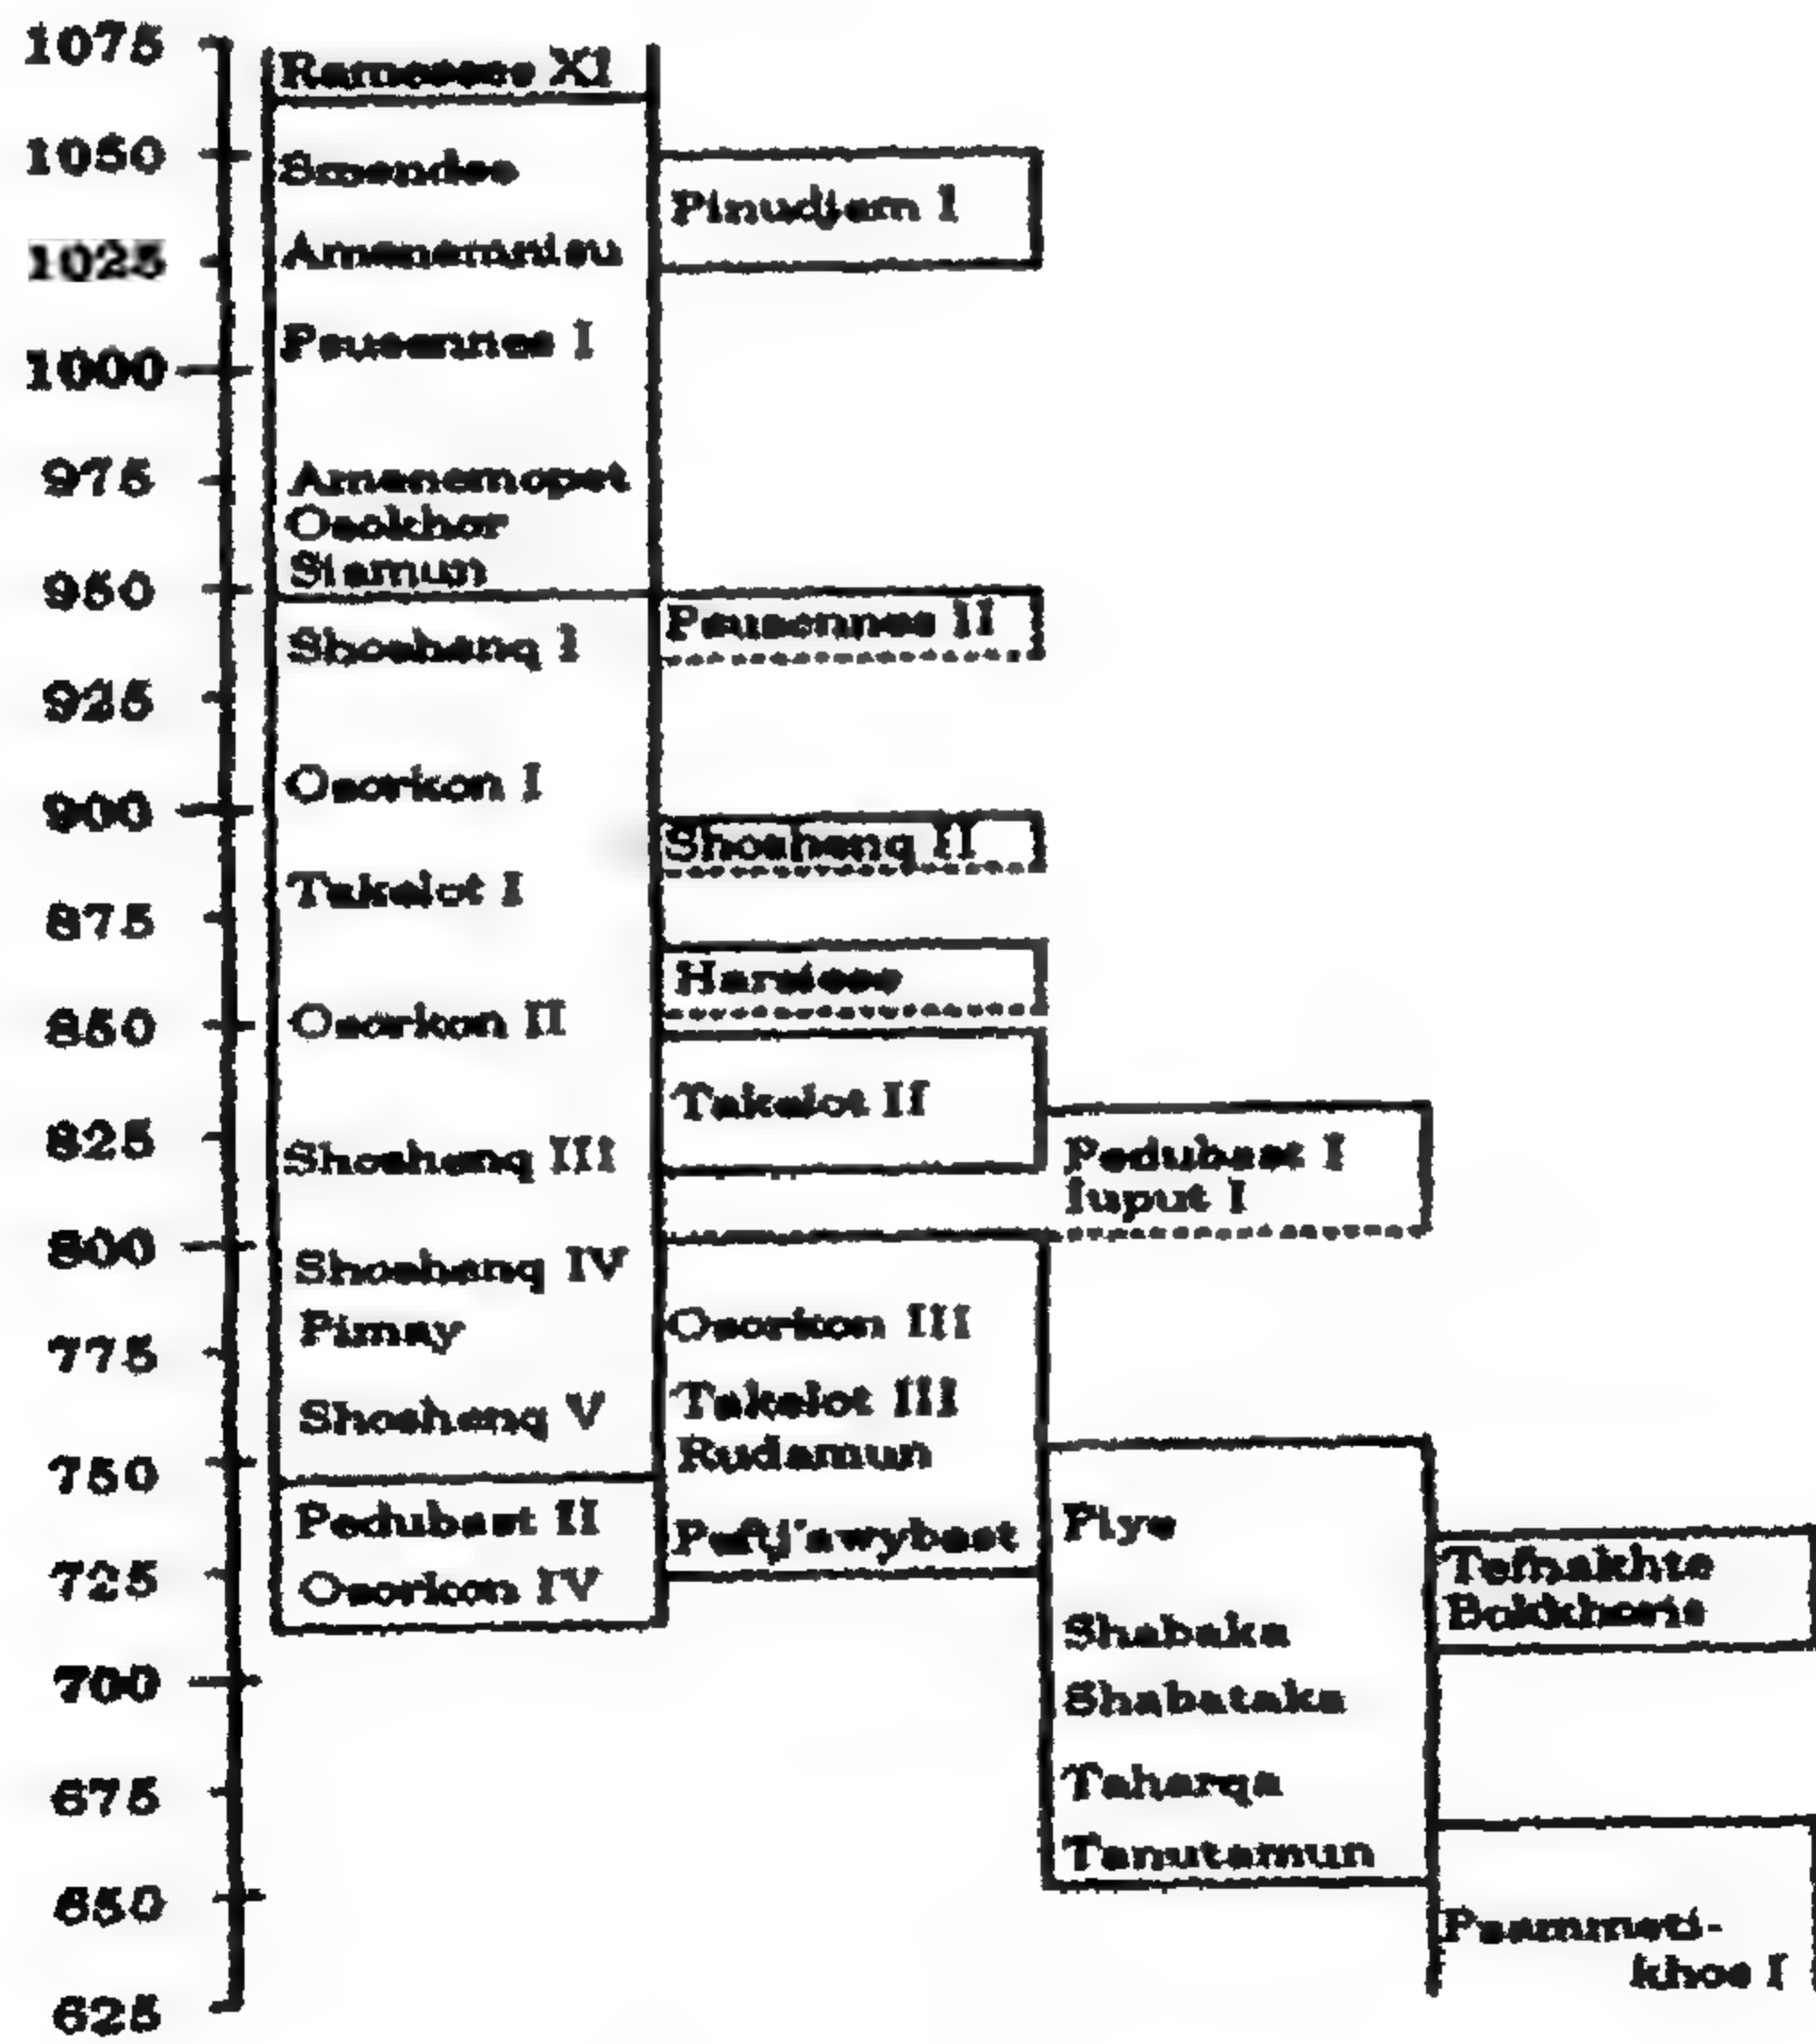 1075
1050
1025
1000
975
950
925
900
875
850
825
800
775
750
725
700
675
650
625
Ramesses XI
Smendes
Amenemnisu
Psusennes I
Amenemopet
Osokhor
Siamun
Shoshenq I
Osorkon I
Takelot I
Osorkon II
Shoshenq III
Shoshenq IV
Pimay
Shoshenq V
Pedubast II
Osorkon IV
Pinudjem I
Psusennes II
Shoshenq II
Harsiese
Takelot II
Osorkon III
Takelot III
Rudamun
Peftj'awybast
Pedubast I
Iuput I
Piye
Shabaka
Shabataka
Taharqa
Tanutamun
Tefnakhte
Bokkhoris
Psammeti-
khos I